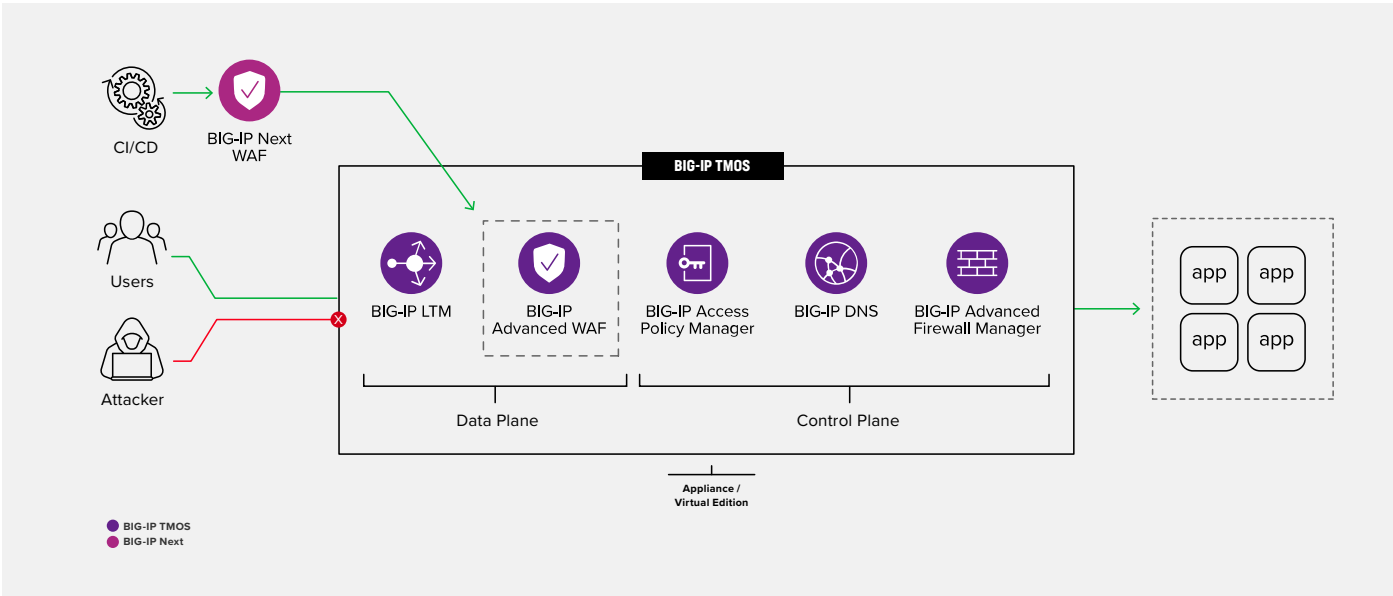 CI/CD
BIG-IP Next
WAF
BIG-IP TMOS
Users
Attacker
X
BIG-IP LTM
BIG-IP
Advanced WAF
BIG-IP Access
Policy Manager
BIG-IP DNS
BIG-IP Advanced
Firewall Manager
app
app
app
app
Data Plane
Control Plane
Appliance /
Virtual Edition
BIG-IP TMOS
BIG-IP Next